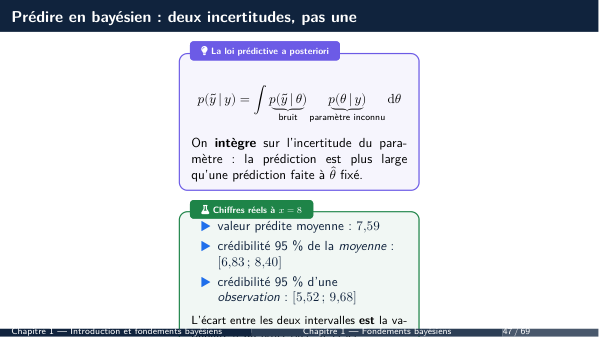 Prédire en bayésien : deux incertitudes, pas une
La loi prédictive a posteriori
p(ỹ | y) = ∫ p(ỹ | θ) p(θ | y) dθ
bruit paramètre inconnu
On intègre sur l'incertitude du para-
mètre : la prédiction est plus large
qu'une prédiction faite à θ̂ fixé.
Chiffres réels à x = 8
valeur prédite moyenne : 7,59
crédibilité 95 % de la moyenne :
[6,83 ; 8,40]
crédibilité 95 % d'une
observation : [5,52 ; 9,68]
L'écart entre les deux intervalles est la va-
Chapitre 1 — Introduction et fondements bayésiens Chapitre 1 — Fondements bayésiens 47 / 69